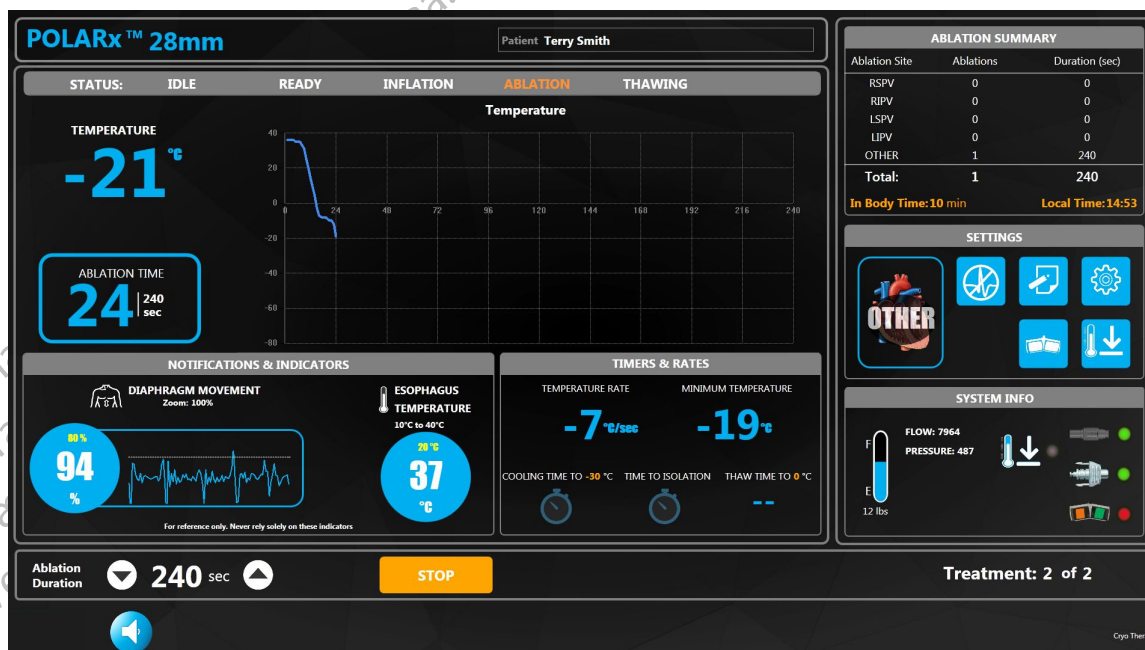 POLARx™ 28mm
Patient Terry Smith
STATUS: IDLE READY INFLATION ABLATION THAWING
TEMPERATURE
-21 °C
ABLATION TIME
24 240 sec
Temperature
40
20
0
-20
-40
-60
-80
0 24 48 72 96 120 144 168 192 216 240
NOTIFICATIONS & INDICATORS
DIAPHRAGM MOVEMENT
Zoom: 100%
80 %
94
%
ESOPHAGUS
TEMPERATURE
10°C to 40°C
20 °C
37
°C
For reference only. Never rely solely on these indicators
TIMERS & RATES
TEMPERATURE RATE MINIMUM TEMPERATURE
-7 °C/sec -19 °C
COOLING TIME TO -30 °C TIME TO ISOLATION THAW TIME TO 0 °C
--
ABLATION SUMMARY
Ablation Site Ablations Duration (sec)
RSPV 0 0
RIPV 0 0
LSPV 0 0
LIPV 0 0
OTHER 1 240
Total: 1 240
In Body Time:10 min Local Time:14:53
SETTINGS
OTHER
SYSTEM INFO
F
E
12 lbs
FLOW: 7964
PRESSURE: 487
Ablation
Duration
240 sec
STOP
Treatment: 2 of 2